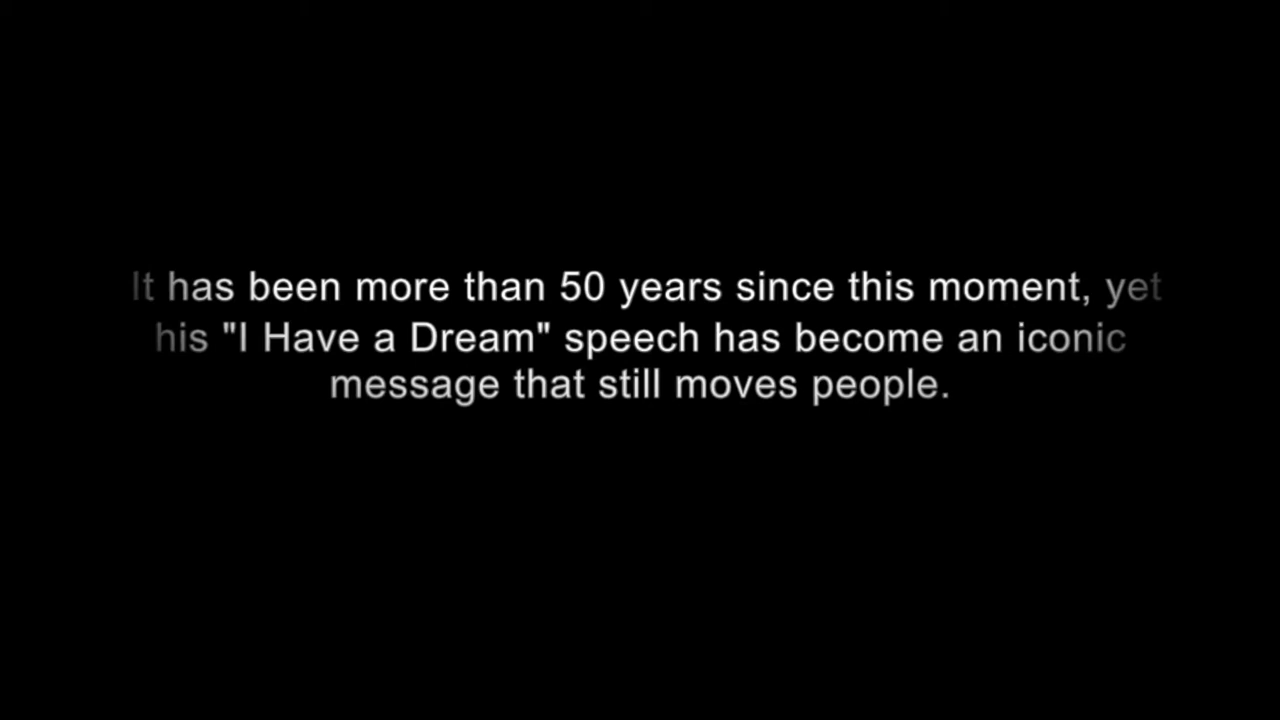 It has been more than 50 years since this moment, yet
his "I Have a Dream" speech has become an iconic
message that still moves people.